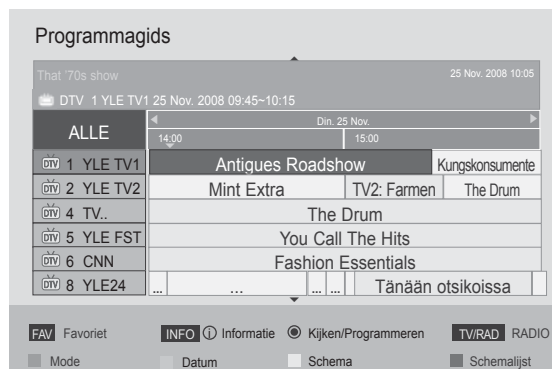 Programmagids
That '70s show 25 Nov. 2008 10:05
DTV 1 YLE TV1 25 Nov. 2008 09:45~10:15
ALLE Din. 25 Nov.
14:00 15:00
DTV 1 YLE TV1 Antigues Roadshow Kungskonsumente
DTV 2 YLE TV2 Mint Extra TV2: Farmen The Drum
DTV 4 TV.. The Drum
DTV 5 YLE FST You Call The Hits
DTV 6 CNN Fashion Essentials
DTV 8 YLE24 ... ... ... ... Tänään otsikoissa
FAV Favoriet INFO i Informatie Kijken/Programmeren TV/RAD RADIO
Mode Datum Schema Schemalijst